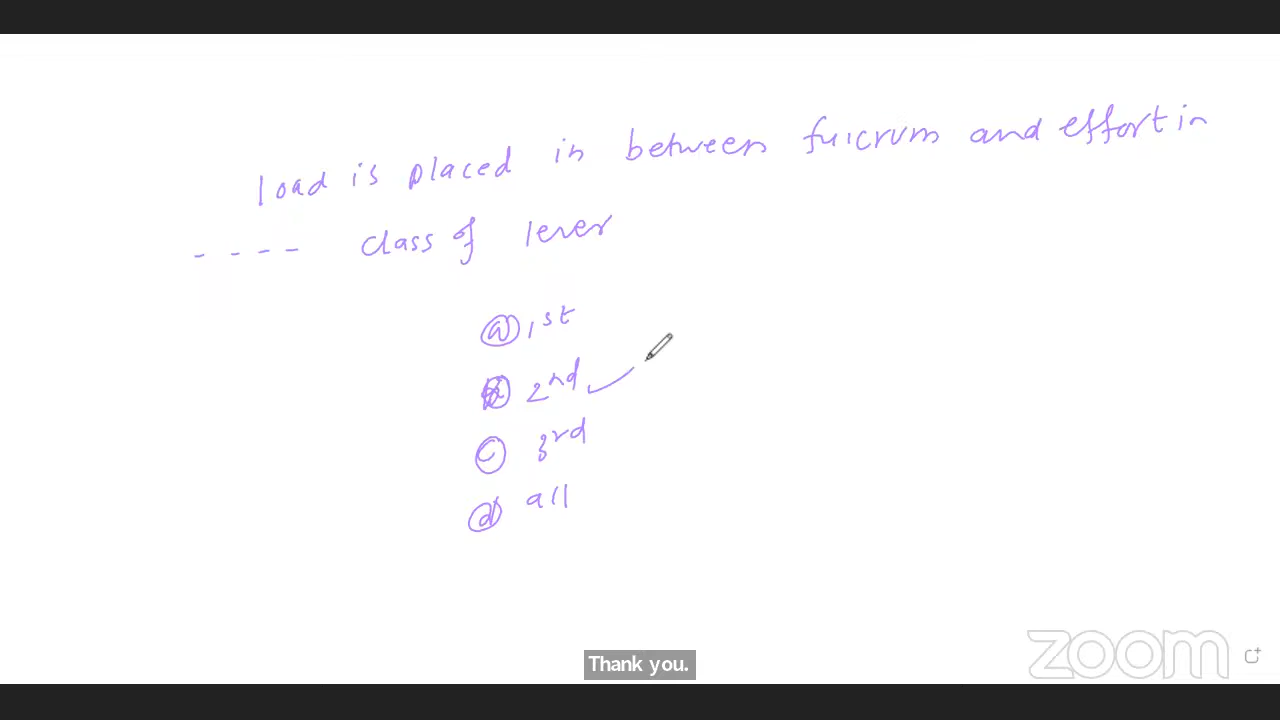 load is placed in between fulcrum and effort in
---- class of lever
(a) 1st
(b) 2nd ✓
(c) 3rd
(d) all
Thank you.
zoom